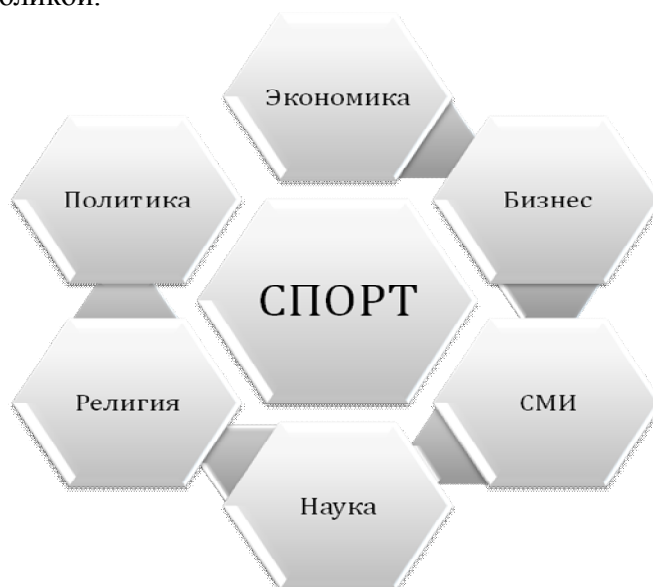 Экономика
Политика
Бизнес
СПОРТ
Религия
СМИ
Наука